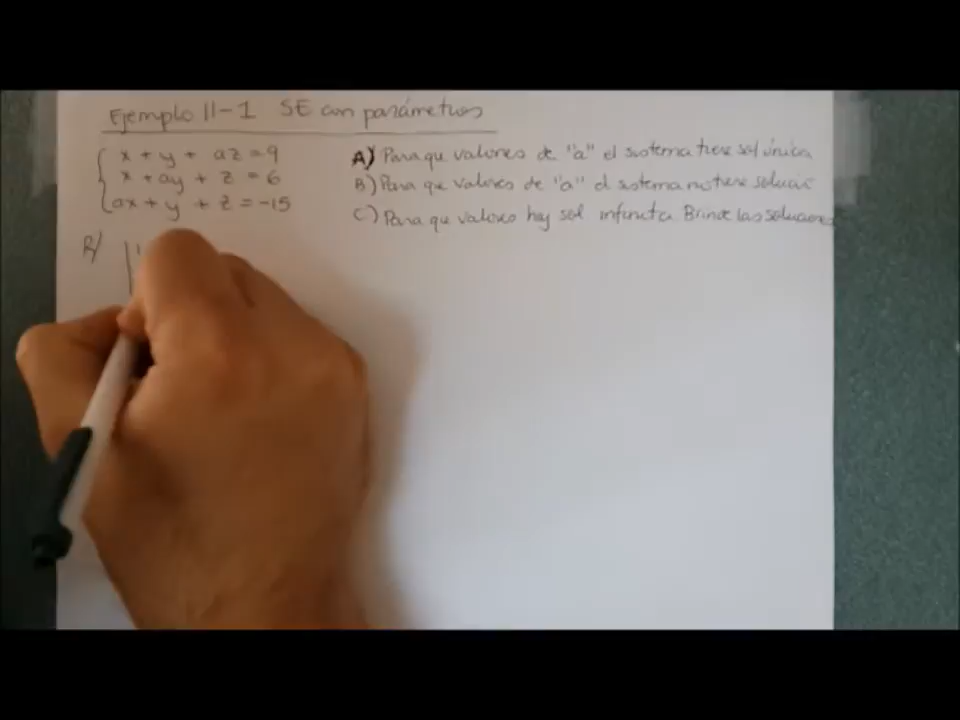 Ejemplo 11-1 SE con parámetros
x + y + az = 9
x + ay + z = 6
ax + y + z = -15
A) Para que valores de "a" el sistema tiene sol única
B) Para que valores de "a" el sistema no tiene
C) Para que valores hay sol infinita. Brinde las soluciones
R/